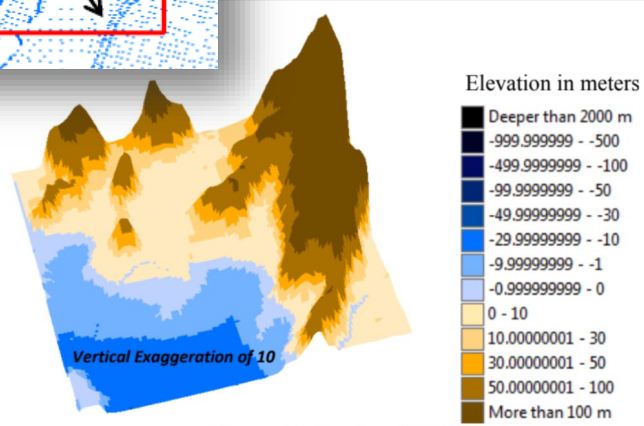 Elevation in meters
Deeper than 2000 m
-999.999999 - -500
-499.9999999 - -100
-99.9999999 - -50
-49.99999999 - -30
-29.99999999 - -10
-9.99999999 - -1
-0.999999999 - 0
0 - 10
10.00000001 - 30
30.00000001 - 50
50.00000001 - 100
More than 100 m
Vertical Exaggeration of 10